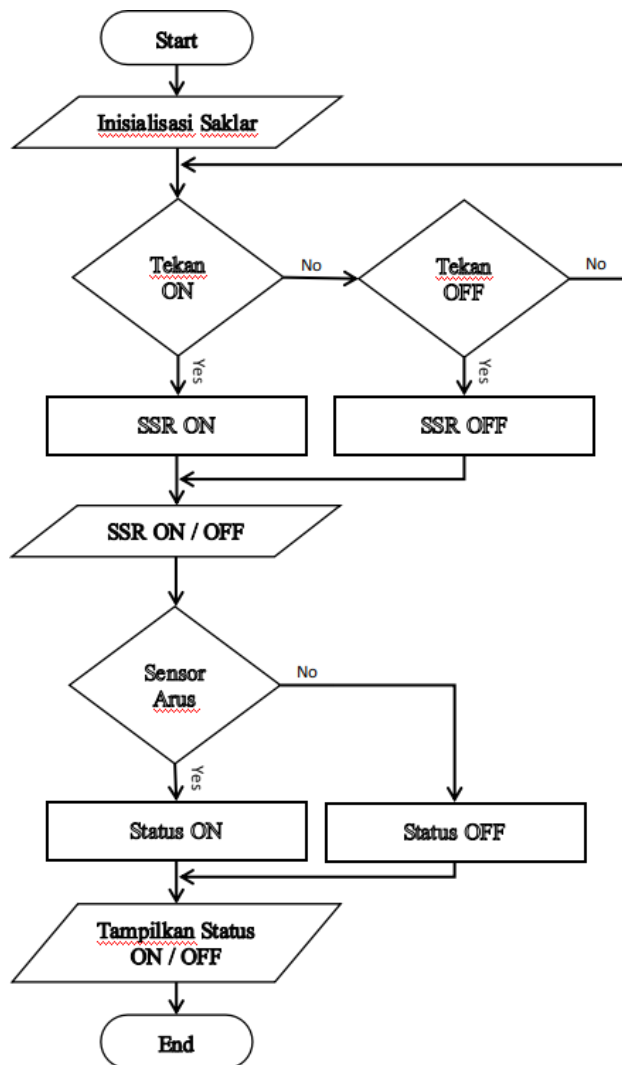 Start
Inisialisasi Saklar
Tekan
ON
No
Tekan
OFF
No
Yes
Yes
SSR ON
SSR OFF
SSR ON / OFF
Sensor
Arus
No
Yes
Status ON
Status OFF
Tampilkan Status
ON / OFF
End